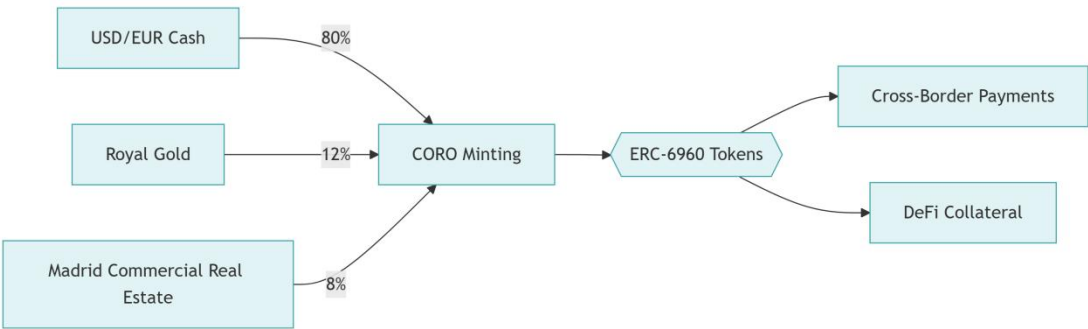 USD/EUR Cash
80%
Cross-Border Payments
Royal Gold
12%
CORO Minting
ERC-6960 Tokens
DeFi Collateral
Madrid Commercial Real
Estate
8%